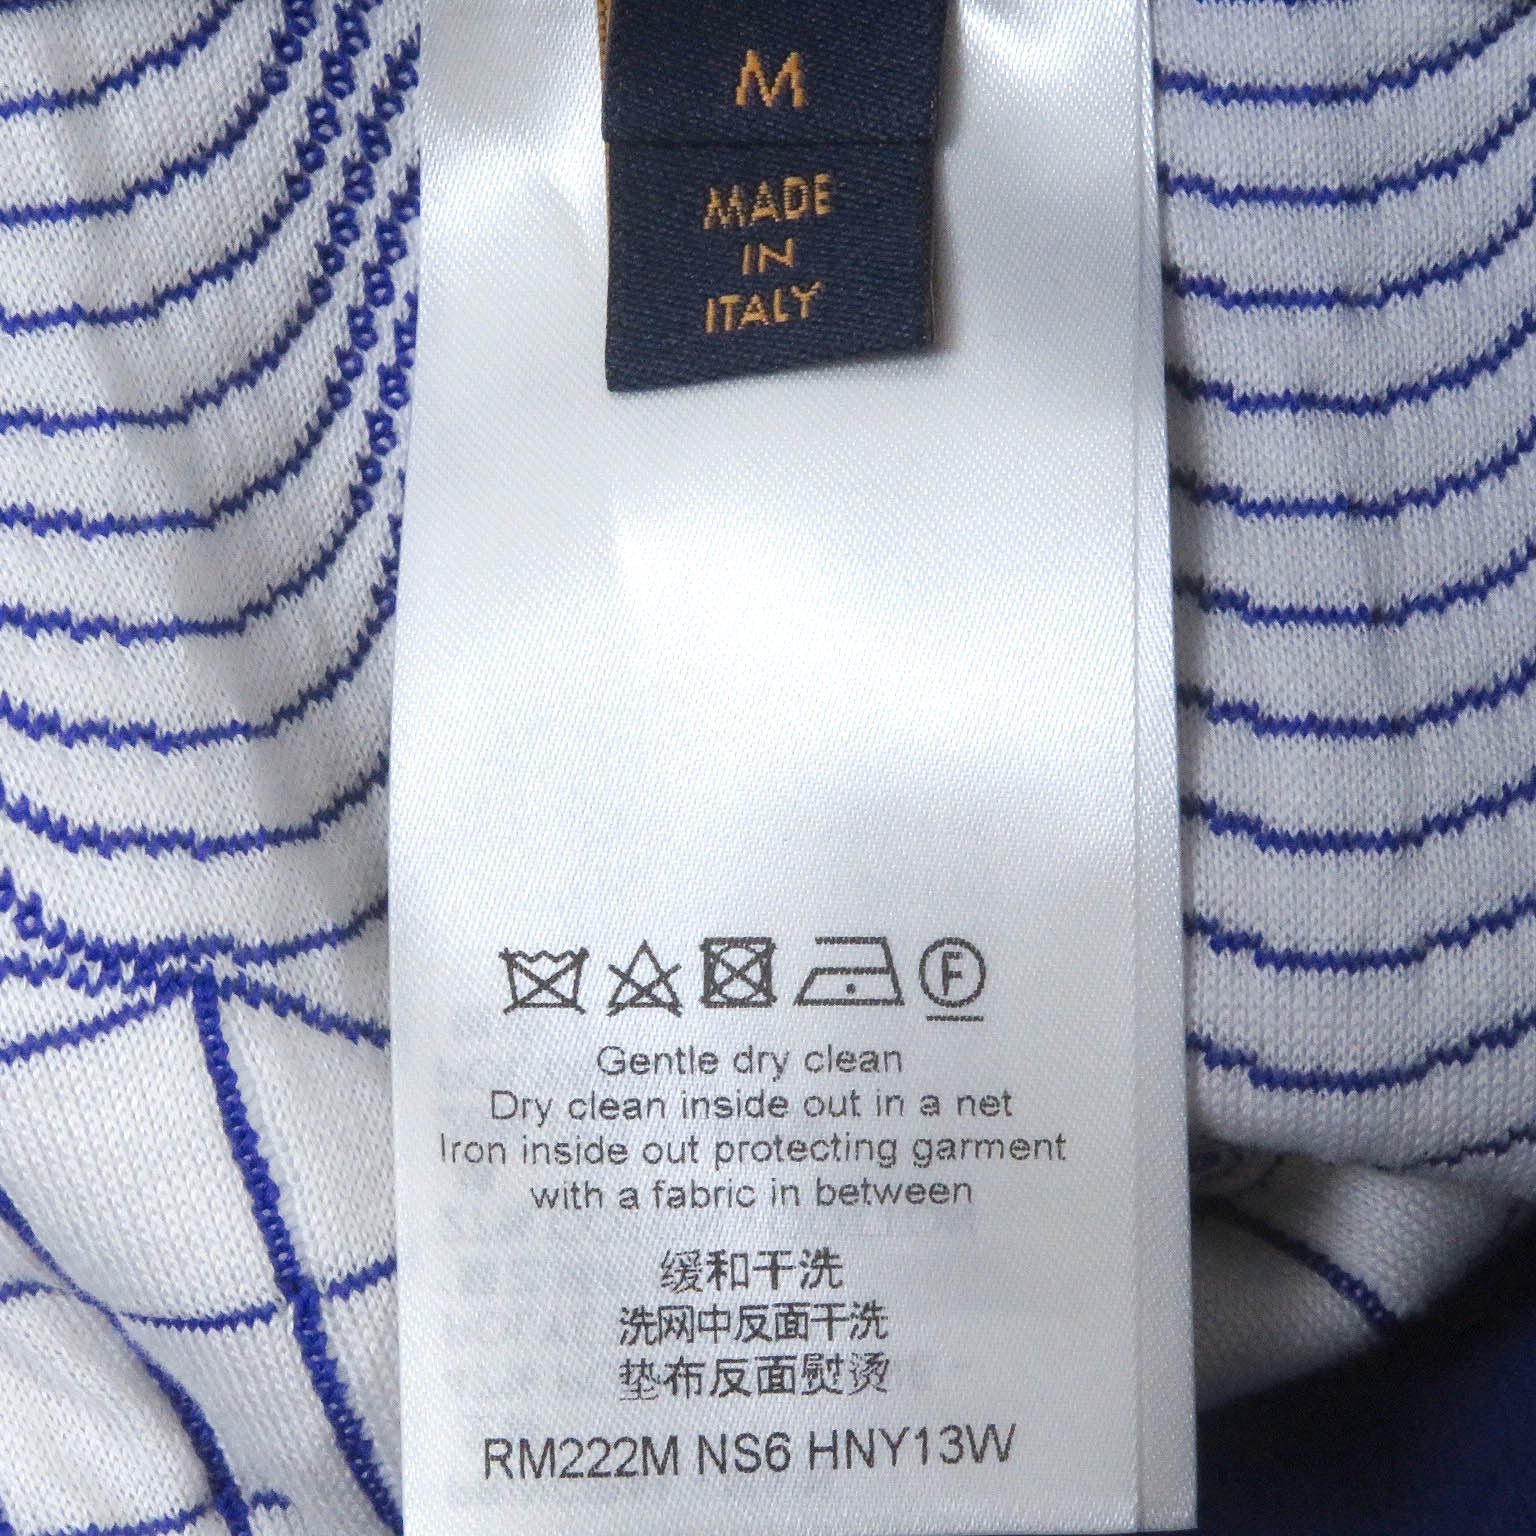 M
MADE
IN
ITALY
F
Gentle dry clean
Dry clean inside out in a net
Iron inside out protecting garment
with a fabric in between
缓和干洗
洗网中反面干洗
垫布反面熨烫
RM222M NS6 HNY13W